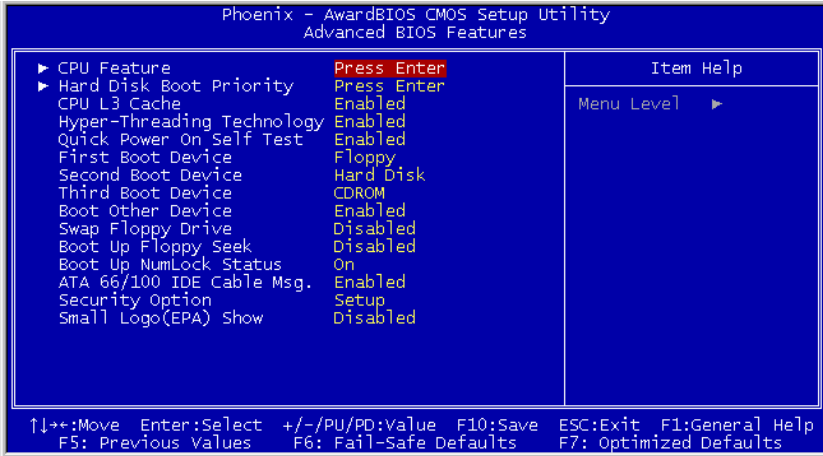 Phoenix - AwardBIOS CMOS Setup Utility
Advanced BIOS Features
► CPU Feature Press Enter
► Hard Disk Boot Priority Press Enter
CPU L3 Cache Enabled
Hyper-Threading Technology Enabled
Quick Power On Self Test Enabled
First Boot Device Floppy
Second Boot Device Hard Disk
Third Boot Device CDROM
Boot Other Device Enabled
Swap Floppy Drive Disabled
Boot Up Floppy Seek Disabled
Boot Up NumLock Status On
ATA 66/100 IDE Cable Msg. Enabled
Security Option Setup
Small Logo(EPA) Show Disabled
Item Help
Menu Level ►
↑↓→←:Move Enter:Select +/-/PU/PD:Value F10:Save ESC:Exit F1:General Help
F5: Previous Values F6: Fail-Safe Defaults F7: Optimized Defaults